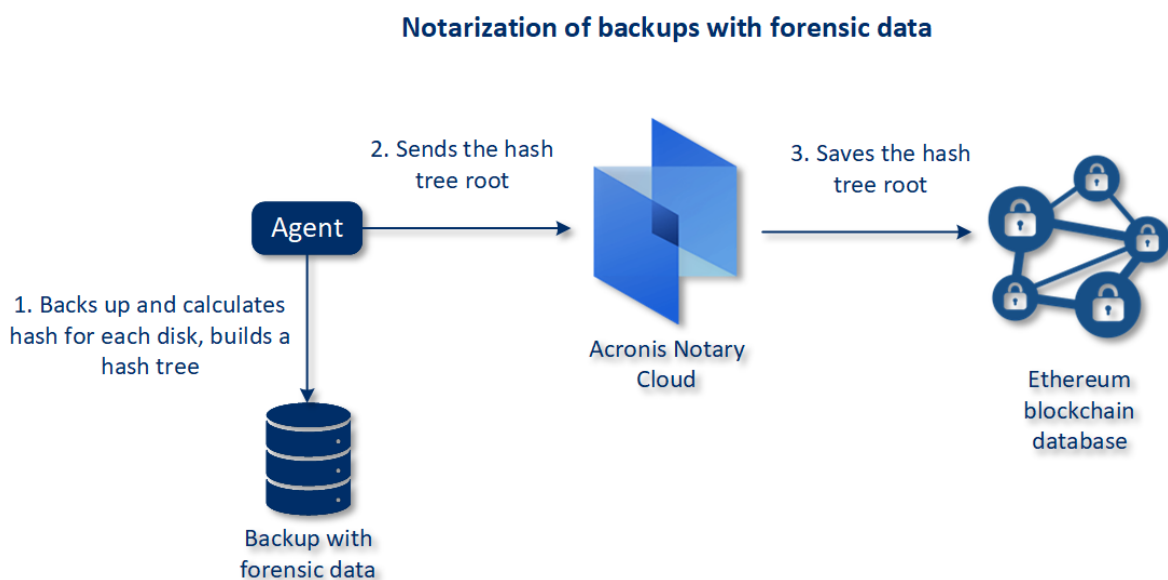 Notarization of backups with forensic data
2. Sends the hash
tree root
3. Saves the hash
tree root
Agent
1. Backs up and calculates
hash for each disk, builds a
hash tree
Acronis Notary
Cloud
Ethereum
blockchain
database
Backup with
forensic data